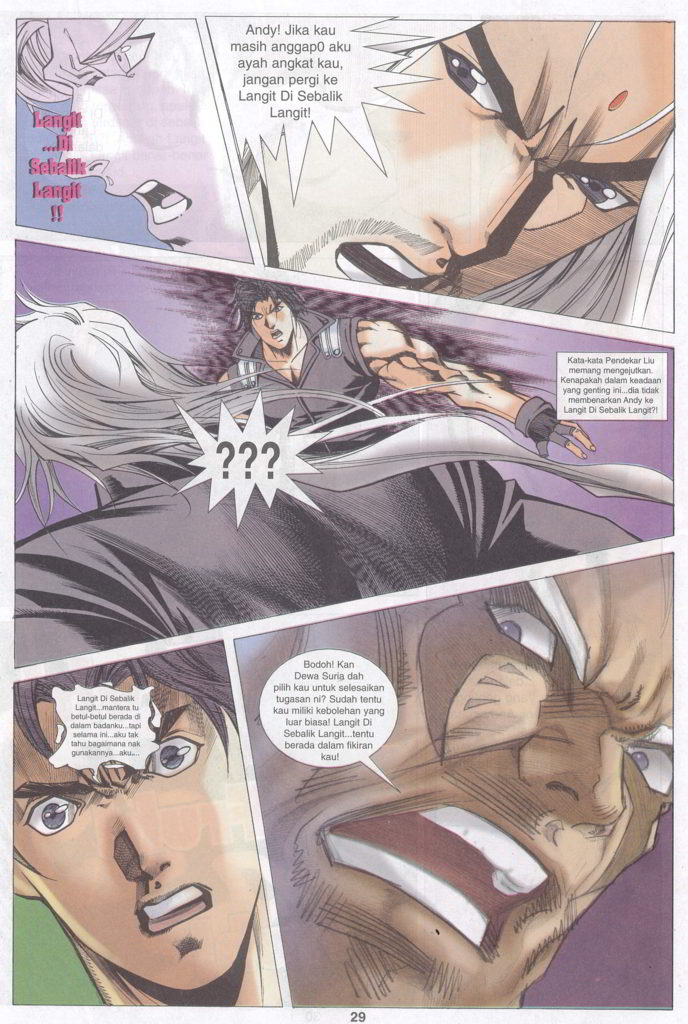 Langit
...Di
Sebalik
Langit
!!
Andy! Jika kau
masih anggap0 aku
ayah angkat kau,
jangan pergi ke
Langit Di Sebalik
Langit!
Kata-kata Pendekar Liu
memang mengejutkan.
Kenapakah dalam keadaan
yang genting ini...dia tidak
membenarkan Andy ke
Langit Di Sebalik Langit?!
???
Langit Di Sebalik
Langit...mantera tu
betul-betul berada di
dalam badanku...tapi
selama ini...aku tak
tahu bagaimana nak
gunakannya...aku....
Bodoh! Kan
Dewa Suria dah
pilih kau untuk selesaikan
tugasan ni? Sudah tentu
kau miliki kebolehan yang
luar biasa! Langit Di
Sebalik Langit...tentu
berada dalam fikiran
kau!
29